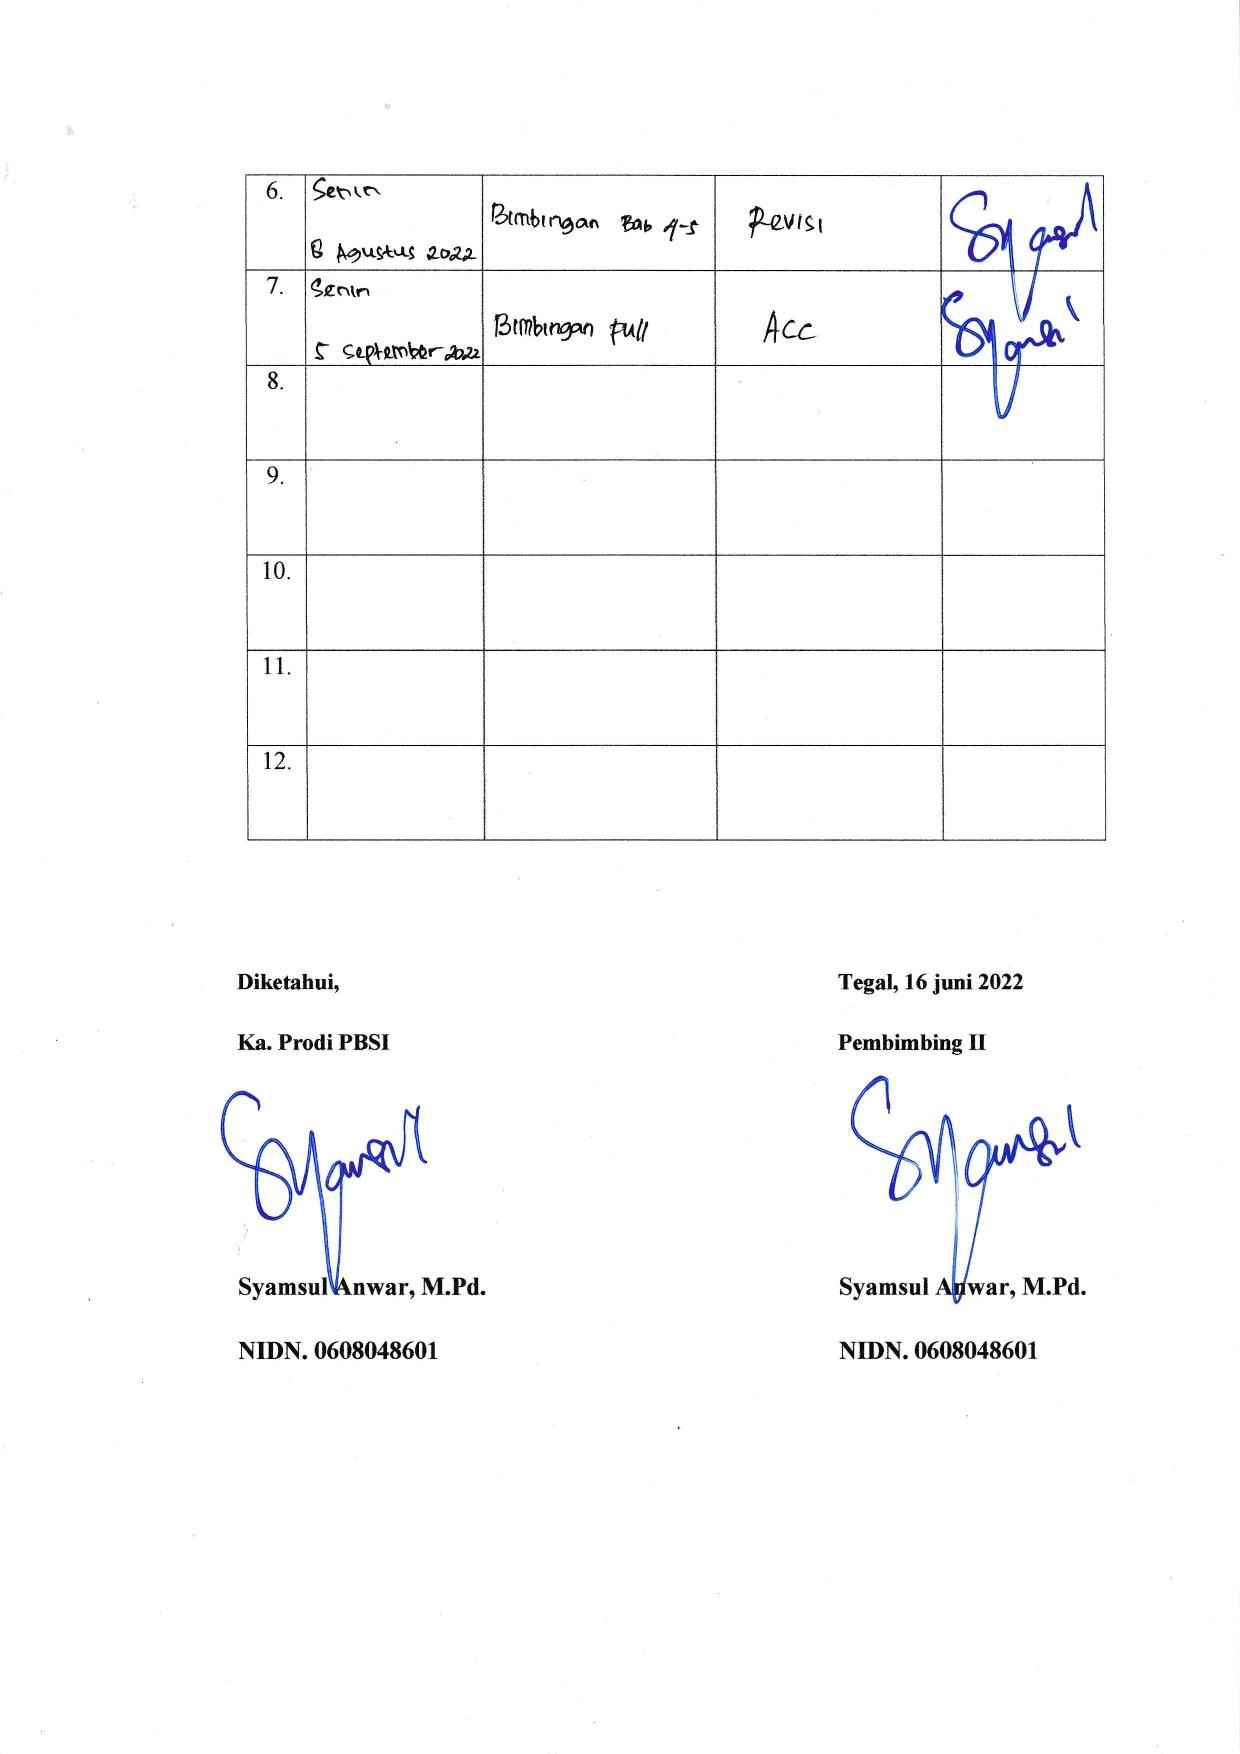 6. Senin
Bimbingan Bab 4-5 Revisi
8 Agustus 2022
7. Senin
Bimbingan full ACC
5 September 2022
8.
9.
10.
11.
12.
Diketahui, Tegal, 16 juni 2022
Ka. Prodi PBSI Pembimbing II
Syamsul Anwar, M.Pd. Syamsul Anwar, M.Pd.
NIDN. 0608048601 NIDN. 0608048601